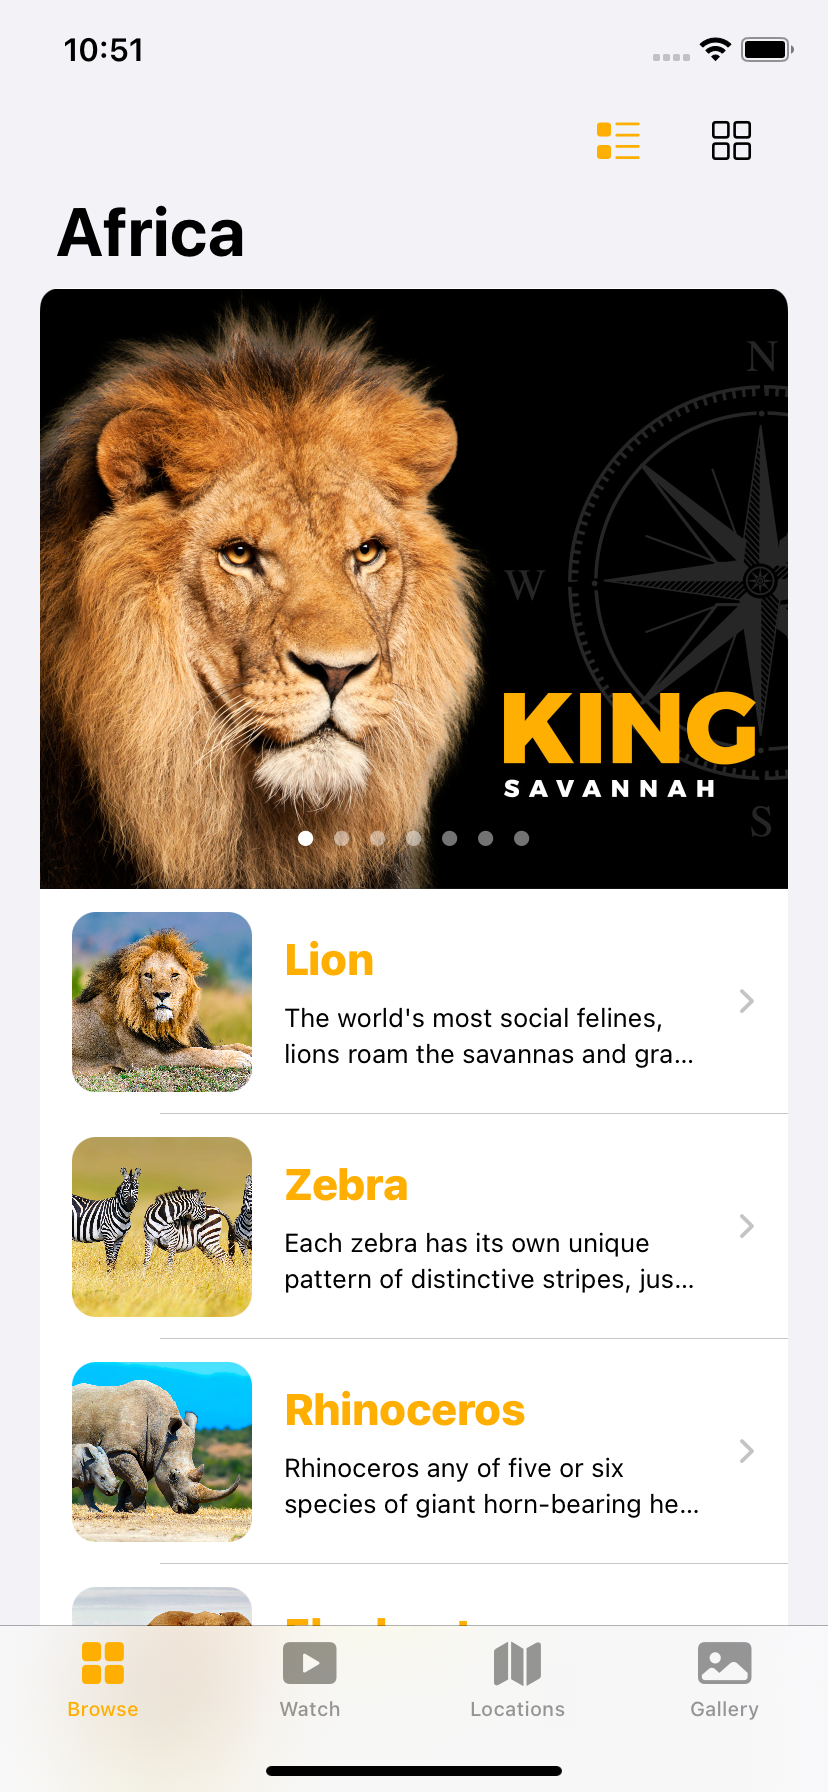 10:51
Africa
N
W
KING
SAVANNAH
S
Lion
The world's most social felines,
lions roam the savannas and gra...
Zebra
Each zebra has its own unique
pattern of distinctive stripes, jus...
Rhinoceros
Rhinoceros any of five or six
species of giant horn-bearing he...
Browse
Watch
Locations
Gallery